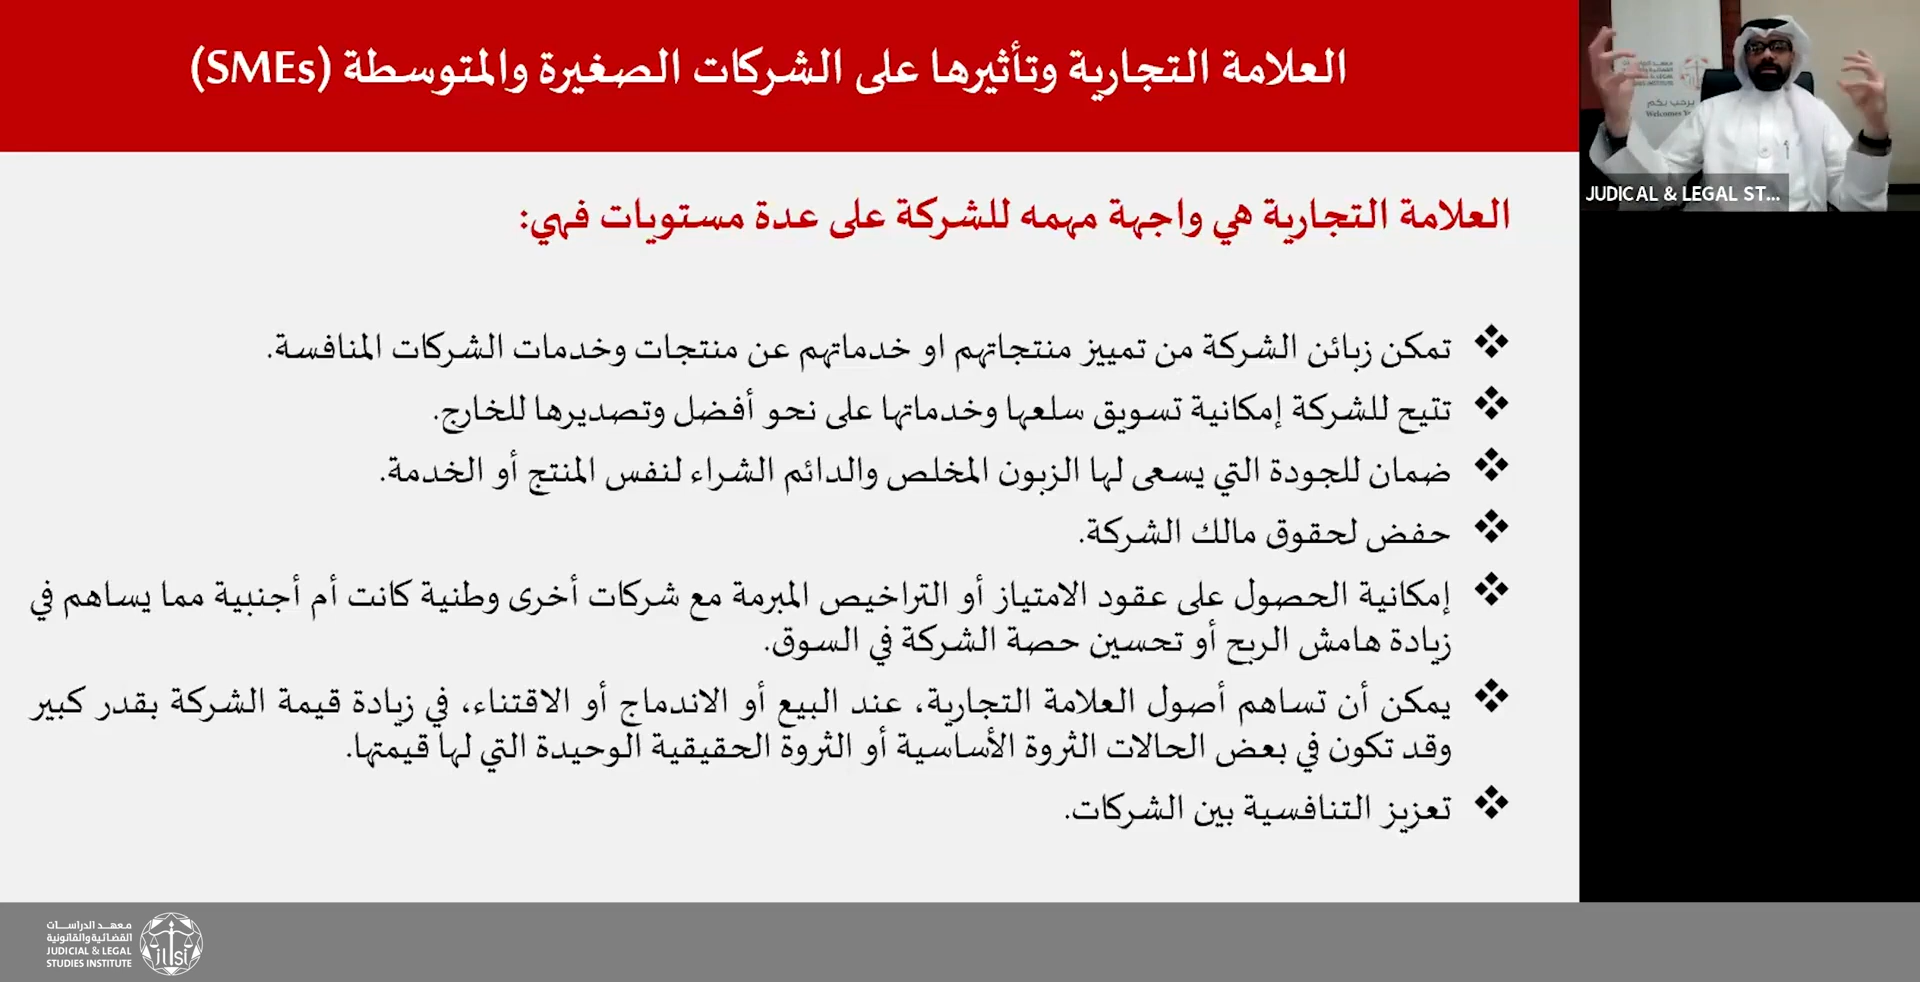 العلامة التجارية وتأثيرها على الشركات الصغيرة والمتوسطة (SMEs)
العلامة التجارية هي واجهة مهمه للشركة على عدة مستويات فهي:
تمكن زبائن الشركة من تمييز منتجاتهم او خدماتهم عن منتجات وخدمات الشركات المنافسة.
تتيح للشركة إمكانية تسويق سلعها وخدماتها على نحو أفضل وتصديرها للخارج.
ضمان للجودة التي يسعى لها الزبون المخلص والدائم الشراء لنفس المنتج أو الخدمة.
حفض لحقوق مالك الشركة.
إمكانية الحصول على عقود الامتياز أو التراخيص المبرمة مع شركات أخرى وطنية كانت أم أجنبية مما يساهم في
زيادة هامش الربح أو تحسين حصة الشركة في السوق.
يمكن أن تساهم أصول العلامة التجارية، عند البيع أو الاندماج أو الاقتناء، في زيادة قيمة الشركة بقدر كبير
وقد تكون في بعض الحالات الثروة الأساسية أو الثروة الحقيقية الوحيدة التي لها قيمتها.
تعزيز التنافسية بين الشركات.
يرحب بكم
Welcomes
JUDICAL & LEGAL ST...
معهد الدراسات
القضائية والقانونية
JUDICIAL & LEGAL
STUDIES INSTITUTE
jlsi